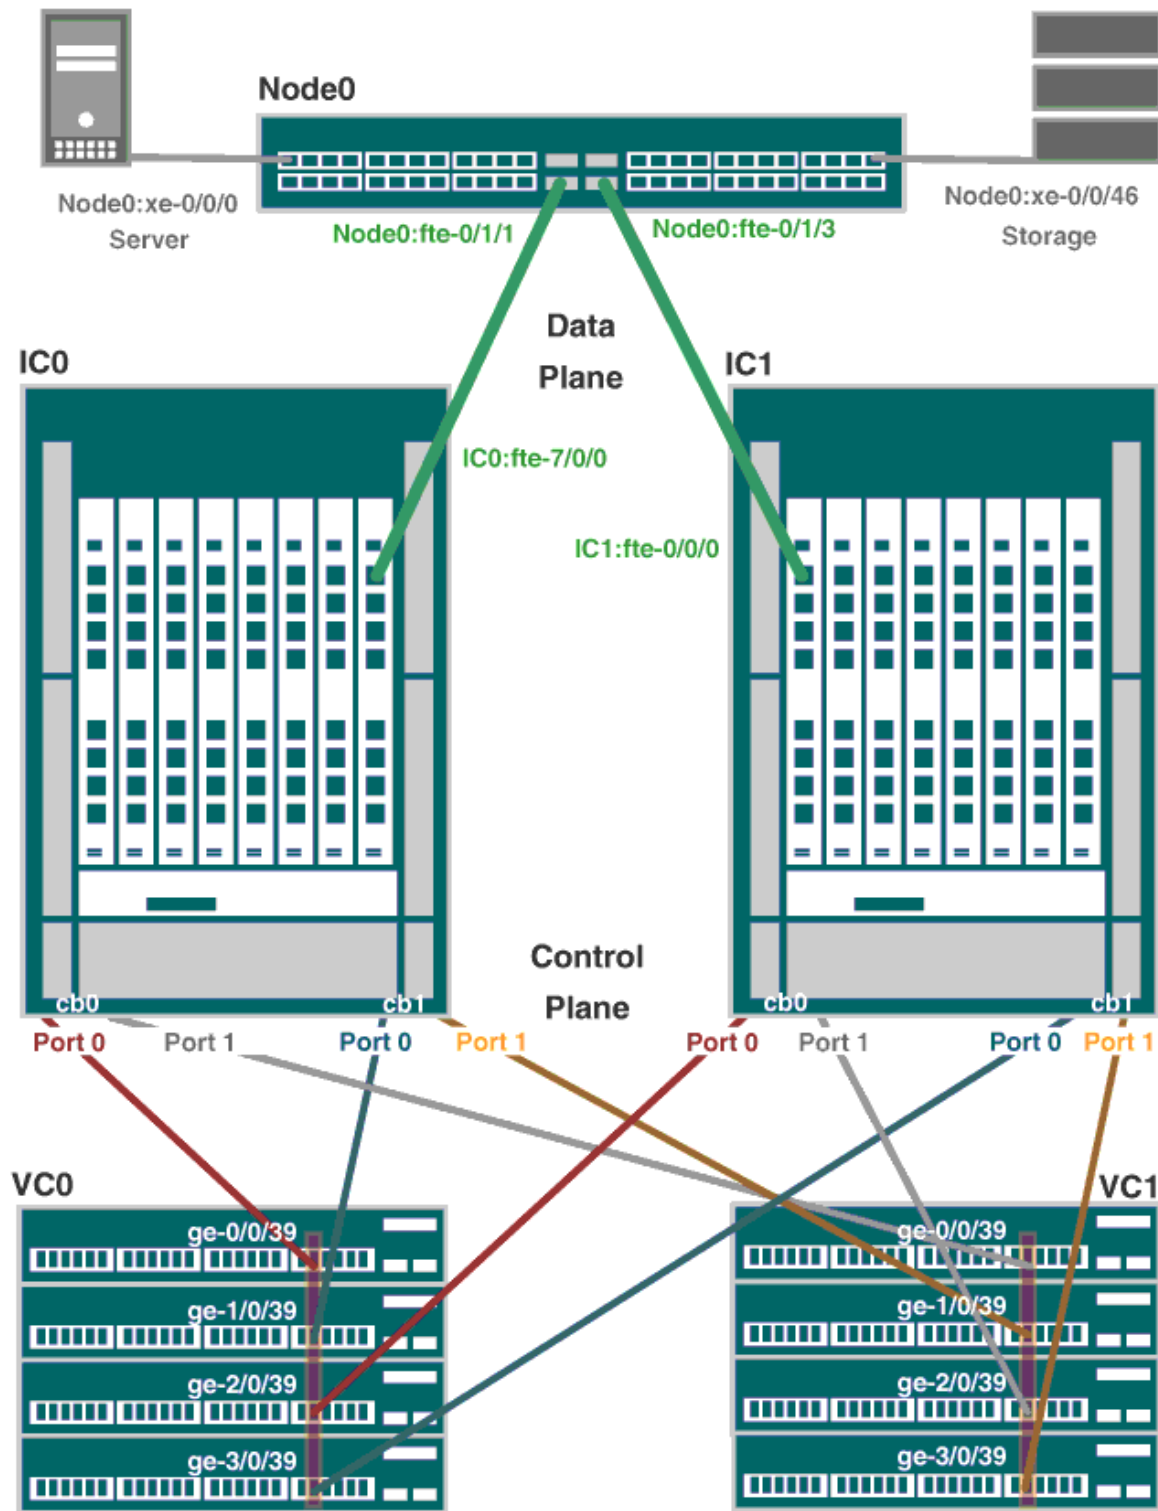 Node0
Node0:xe-0/0/0
Server
Node0:fte-0/1/1
Node0:fte-0/1/3
Node0:xe-0/0/46
Storage
Data
Plane
IC0
IC1
IC0:fte-7/0/0
IC1:fte-0/0/0
Control
Plane
cb0
cb1
cb0
cb1
Port 0
Port 1
Port 0
Port 1
Port 0
Port 1
Port 0
Port 1
VC0
VC1
ge-0/0/39
ge-1/0/39
ge-2/0/39
ge-3/0/39
ge-0/0/39
ge-1/0/39
ge-2/0/39
ge-3/0/39